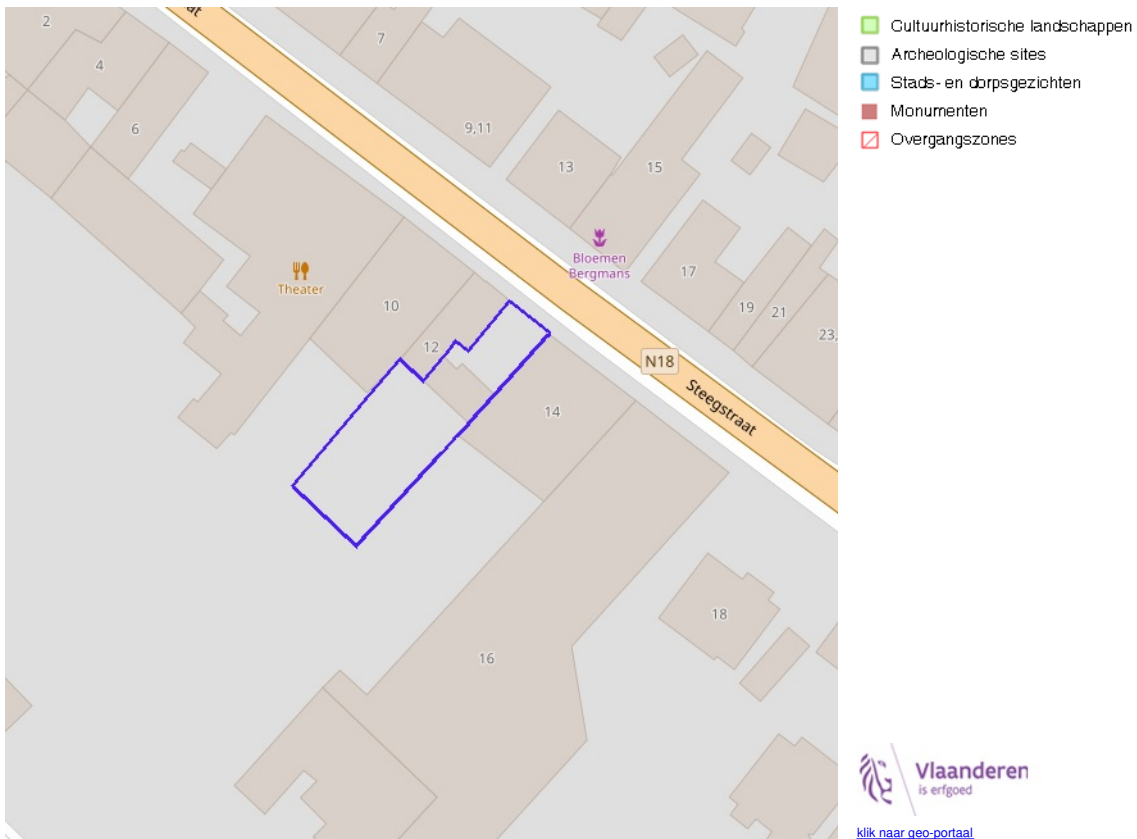 at
2
7
4
6
9,11
13
15
Bloemen
Bergmans
17
Theater
10
19
21
23,
12
N18
Steegstraat
14
18
16
Cultuurhistorische landschappen
Archeologische sites
Stads- en dorpsgezichten
Monumenten
Overgangszones
Vlaanderen
is erfgoed
klik naar geo-portaal